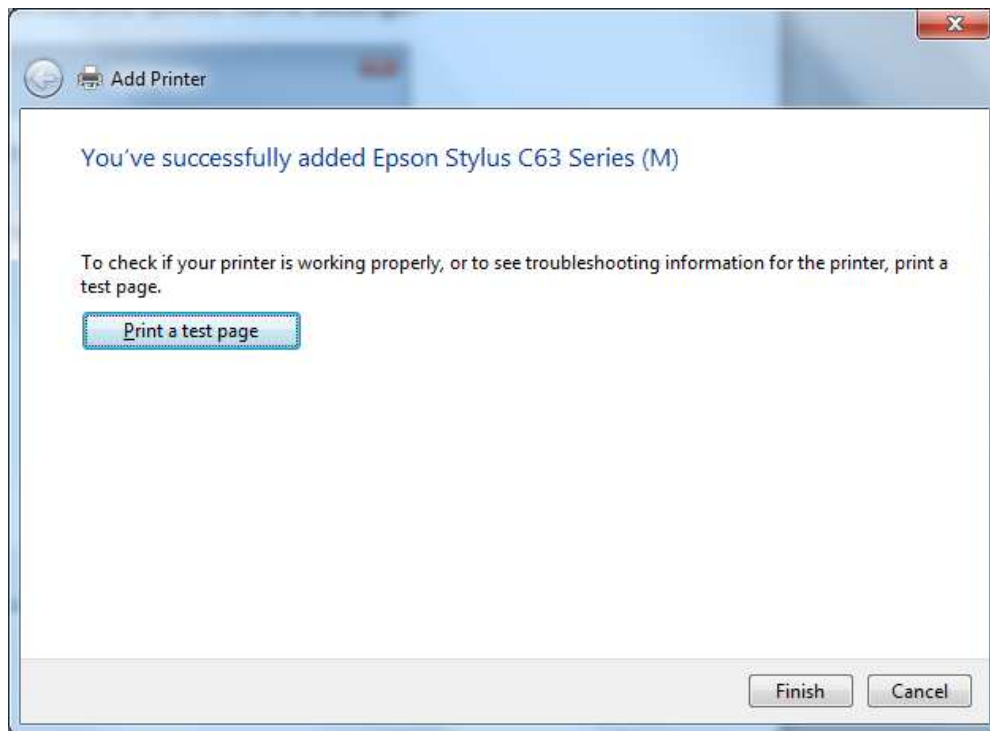 Add Printer
You've successfully added Epson Stylus C63 Series (M)
To check if your printer is working properly, or to see troubleshooting information for the printer, print a
test page.
Print a test page
Finish
Cancel